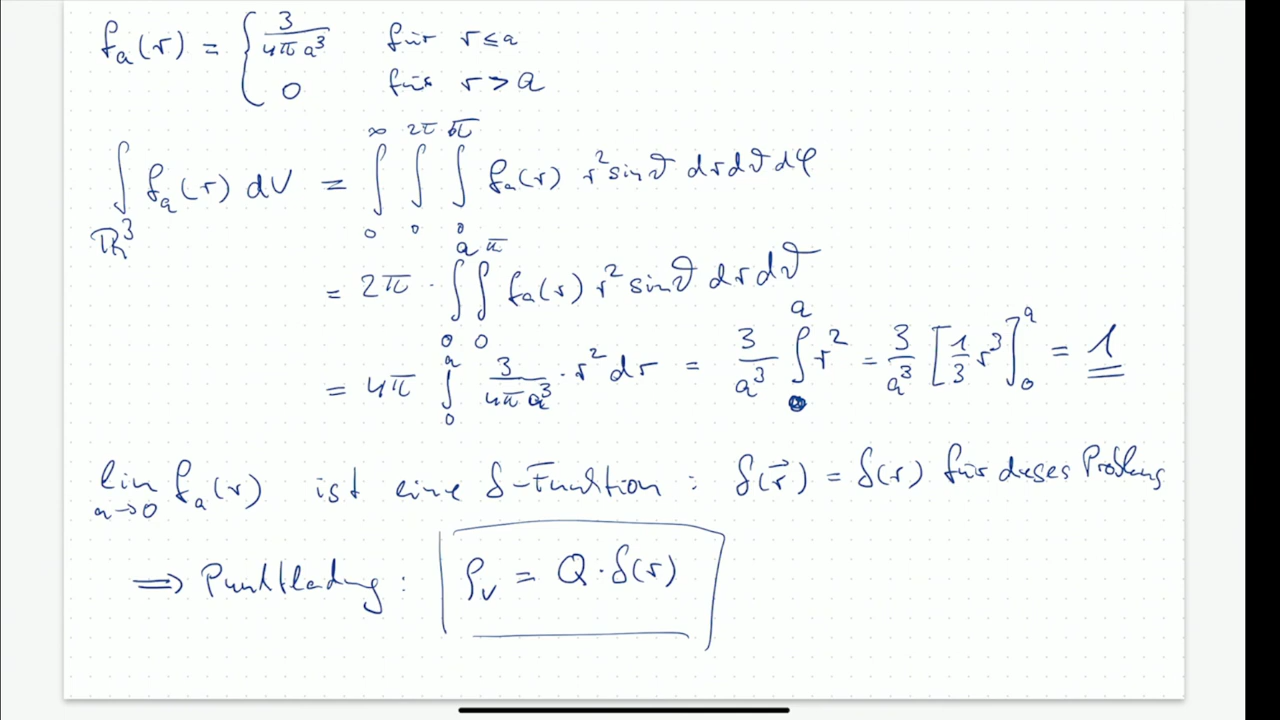 f_a(r) = { 3/(4π a³) für r ≤ a
0 für r > a
∫_{ℝ³} f_a(r) dV = ∫_0^∞ ∫_0^{2π} ∫_0^π f_a(r) r² sinϑ dr dϑ dφ
= 2π · ∫_0^a ∫_0^π f_a(r) r² sinϑ dr dϑ
= 4π ∫_0^a 3/(4π a³) · r² dr = 3/a³ ∫_0^a r² = 3/a³ [1/3 r³]_0^a = 1
lim_{a→0} f_a(r) ist eine δ-Funktion : δ(r⃗) = δ(r) für dieses Problem
⟹ Punktladung : ρ_V = Q · δ(r)